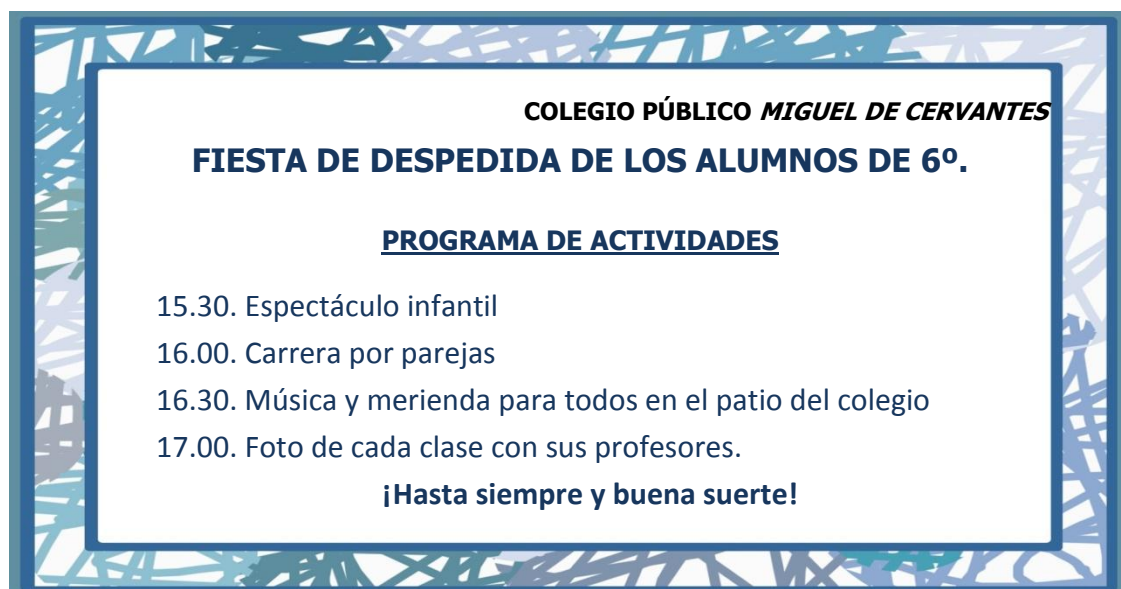 COLEGIO PÚBLICO MIGUEL DE CERVANTES
FIESTA DE DESPEDIDA DE LOS ALUMNOS DE 6º.
PROGRAMA DE ACTIVIDADES
15.30. Espectáculo infantil
16.00. Carrera por parejas
16.30. Música y merienda para todos en el patio del colegio
17.00. Foto de cada clase con sus profesores.
¡Hasta siempre y buena suerte!